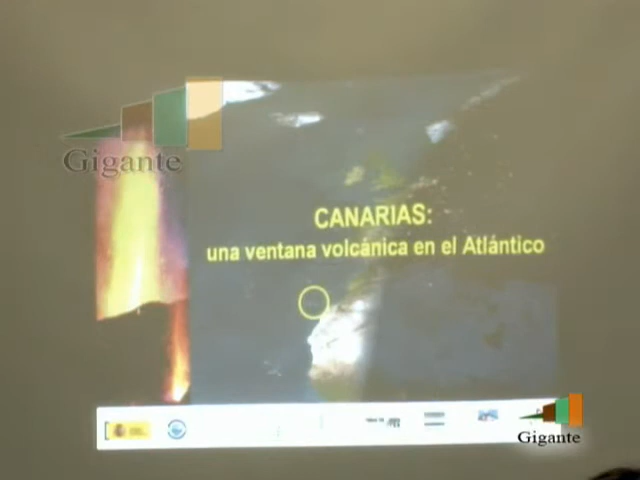 Gigante
CANARIAS:
una ventana volcánica en el Atlántico
Gigante